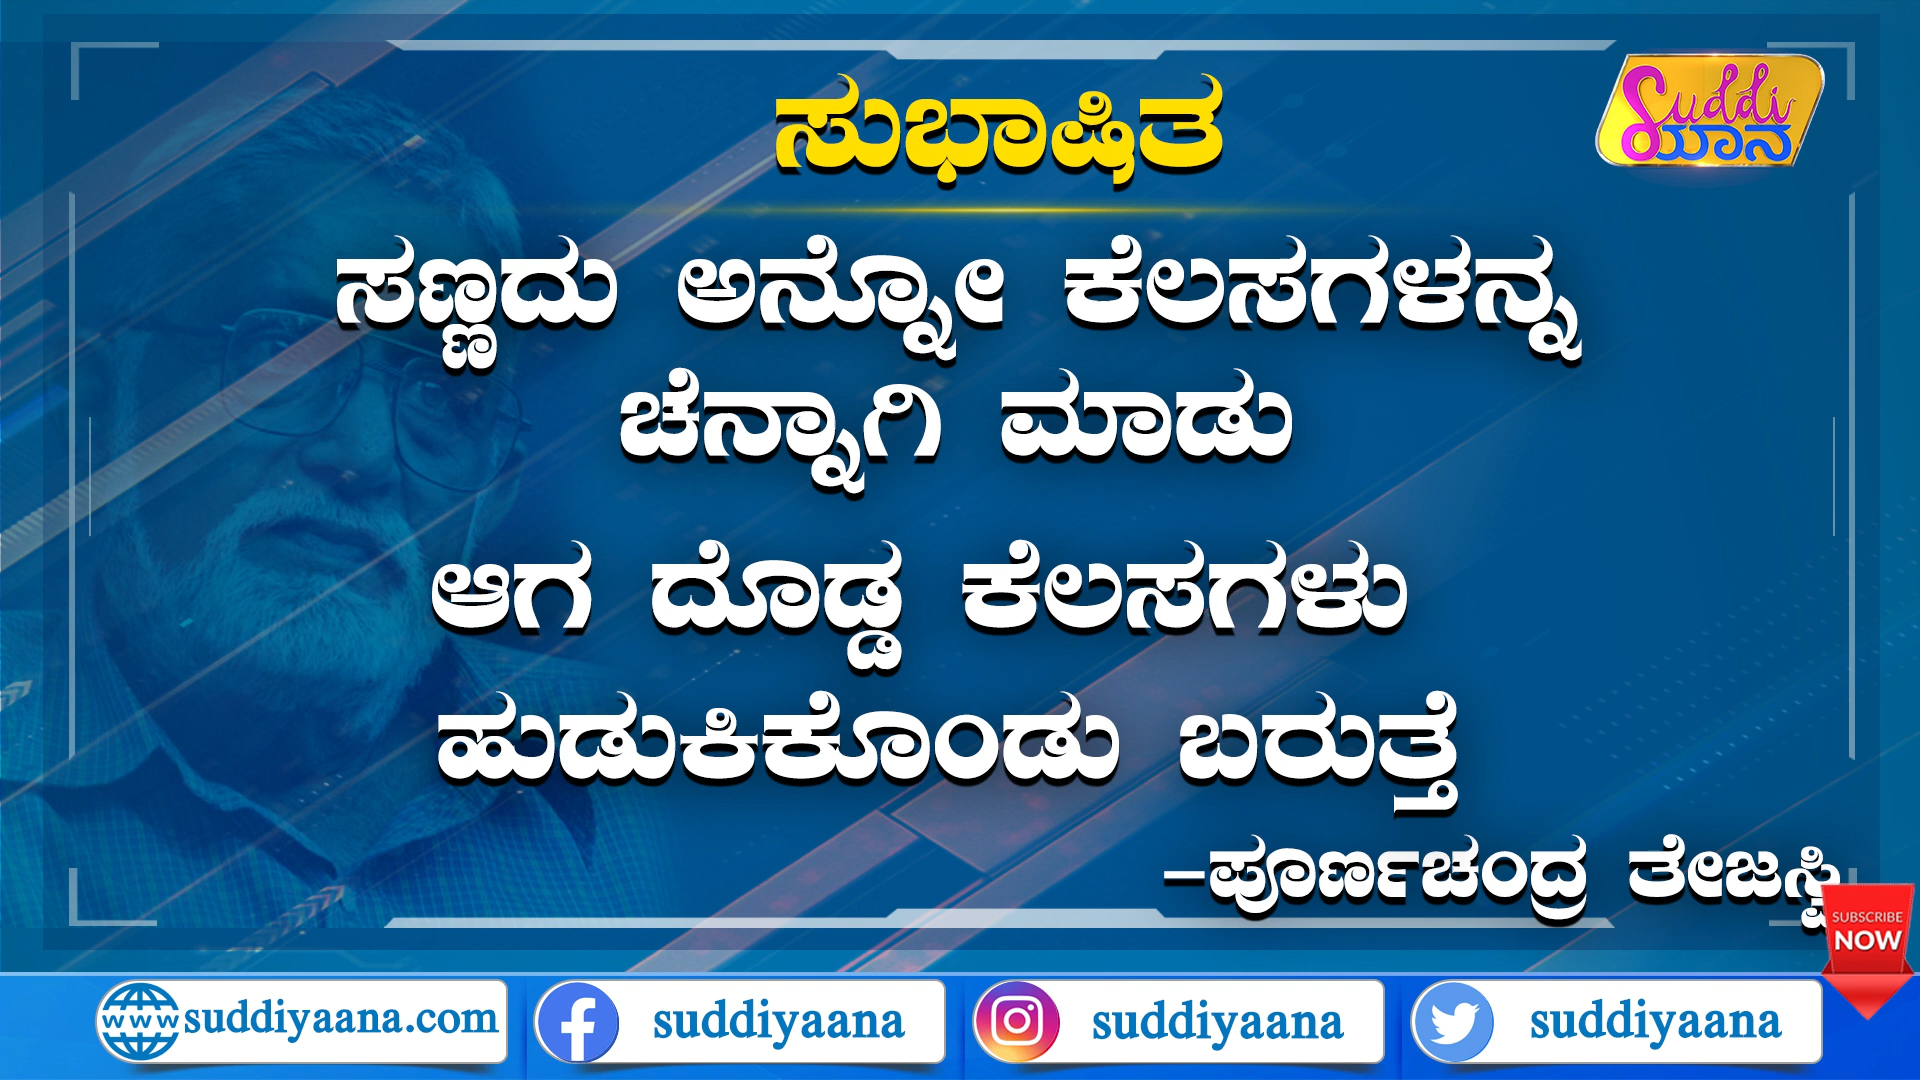 ಸುಭಾಷಿತ
Suddi
ಯಾನ
ಸಣ್ಣದು ಅನ್ನೋ ಕೆಲಸಗಳನ್ನ
ಚೆನ್ನಾಗಿ ಮಾಡು
ಆಗ ದೊಡ್ಡ ಕೆಲಸಗಳು
ಹುಡುಕಿಕೊಂಡು ಬರುತ್ತೆ
-ಪೂರ್ಣಚಂದ್ರ ತೇಜಸ್ವಿ
SUBSCRIBE
NOW
www suddiyaana.com suddiyaana suddiyaana suddiyaana